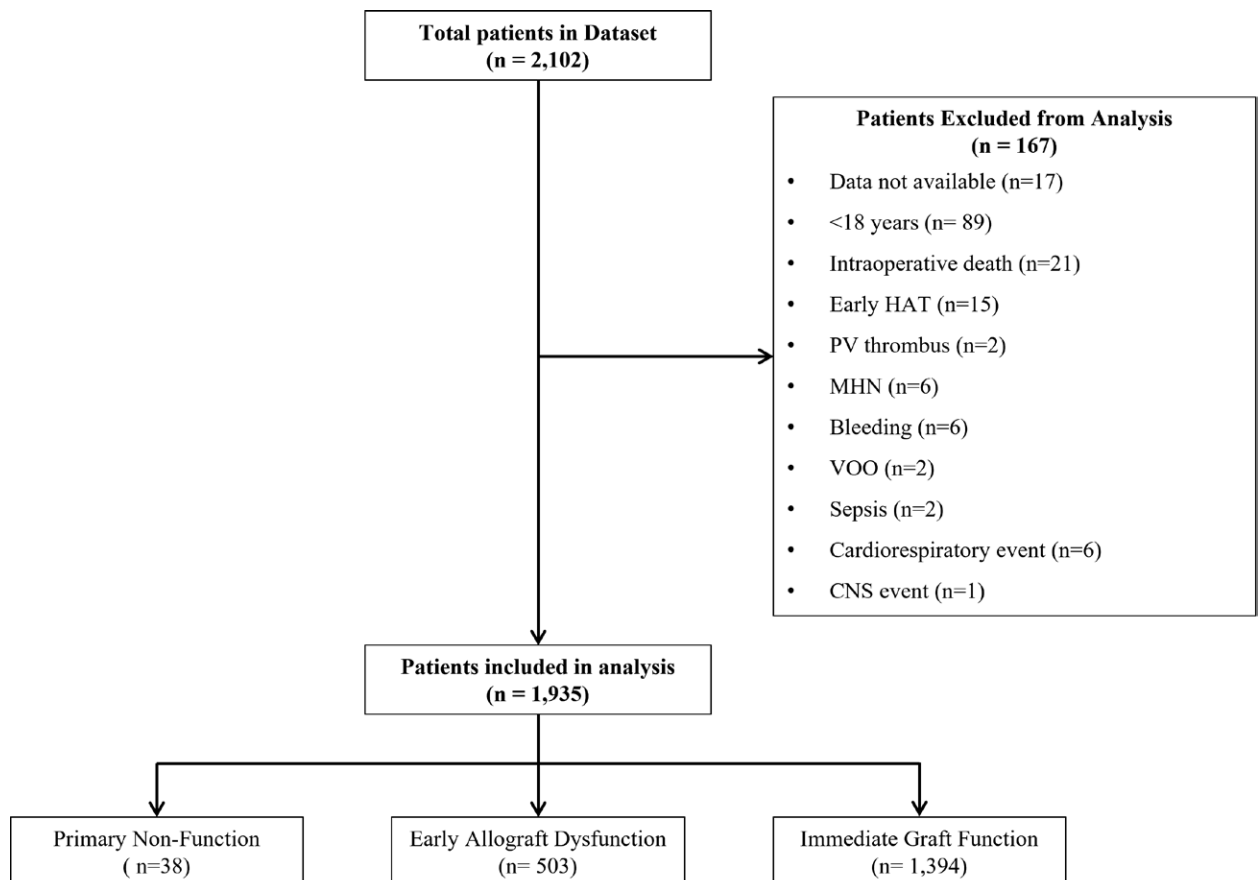 Total patients in Dataset
(n = 2,102)
Patients Excluded from Analysis
(n = 167)
• Data not available (n=17)
• <18 years (n= 89)
• Intraoperative death (n=21)
• Early HAT (n=15)
• PV thrombus (n=2)
• MHN (n=6)
• Bleeding (n=6)
• VOO (n=2)
• Sepsis (n=2)
• Cardiorespiratory event (n=6)
• CNS event (n=1)
Patients included in analysis
(n = 1,935)
Primary Non-Function
( n=38)
Early Allograft Dysfunction
(n= 503)
Immediate Graft Function
(n= 1,394)